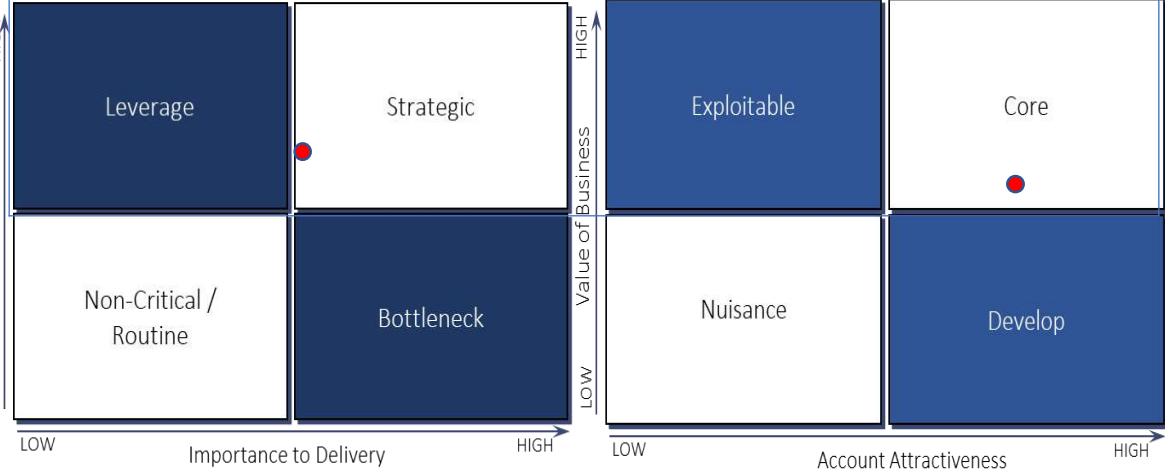 Leverage
Strategic
Non-Critical /
Routine
Bottleneck
LOW
HIGH
Importance to Delivery
HIGH
Value of Business
LOW
Exploitable
Core
Nuisance
Develop
LOW
HIGH
Account Attractiveness